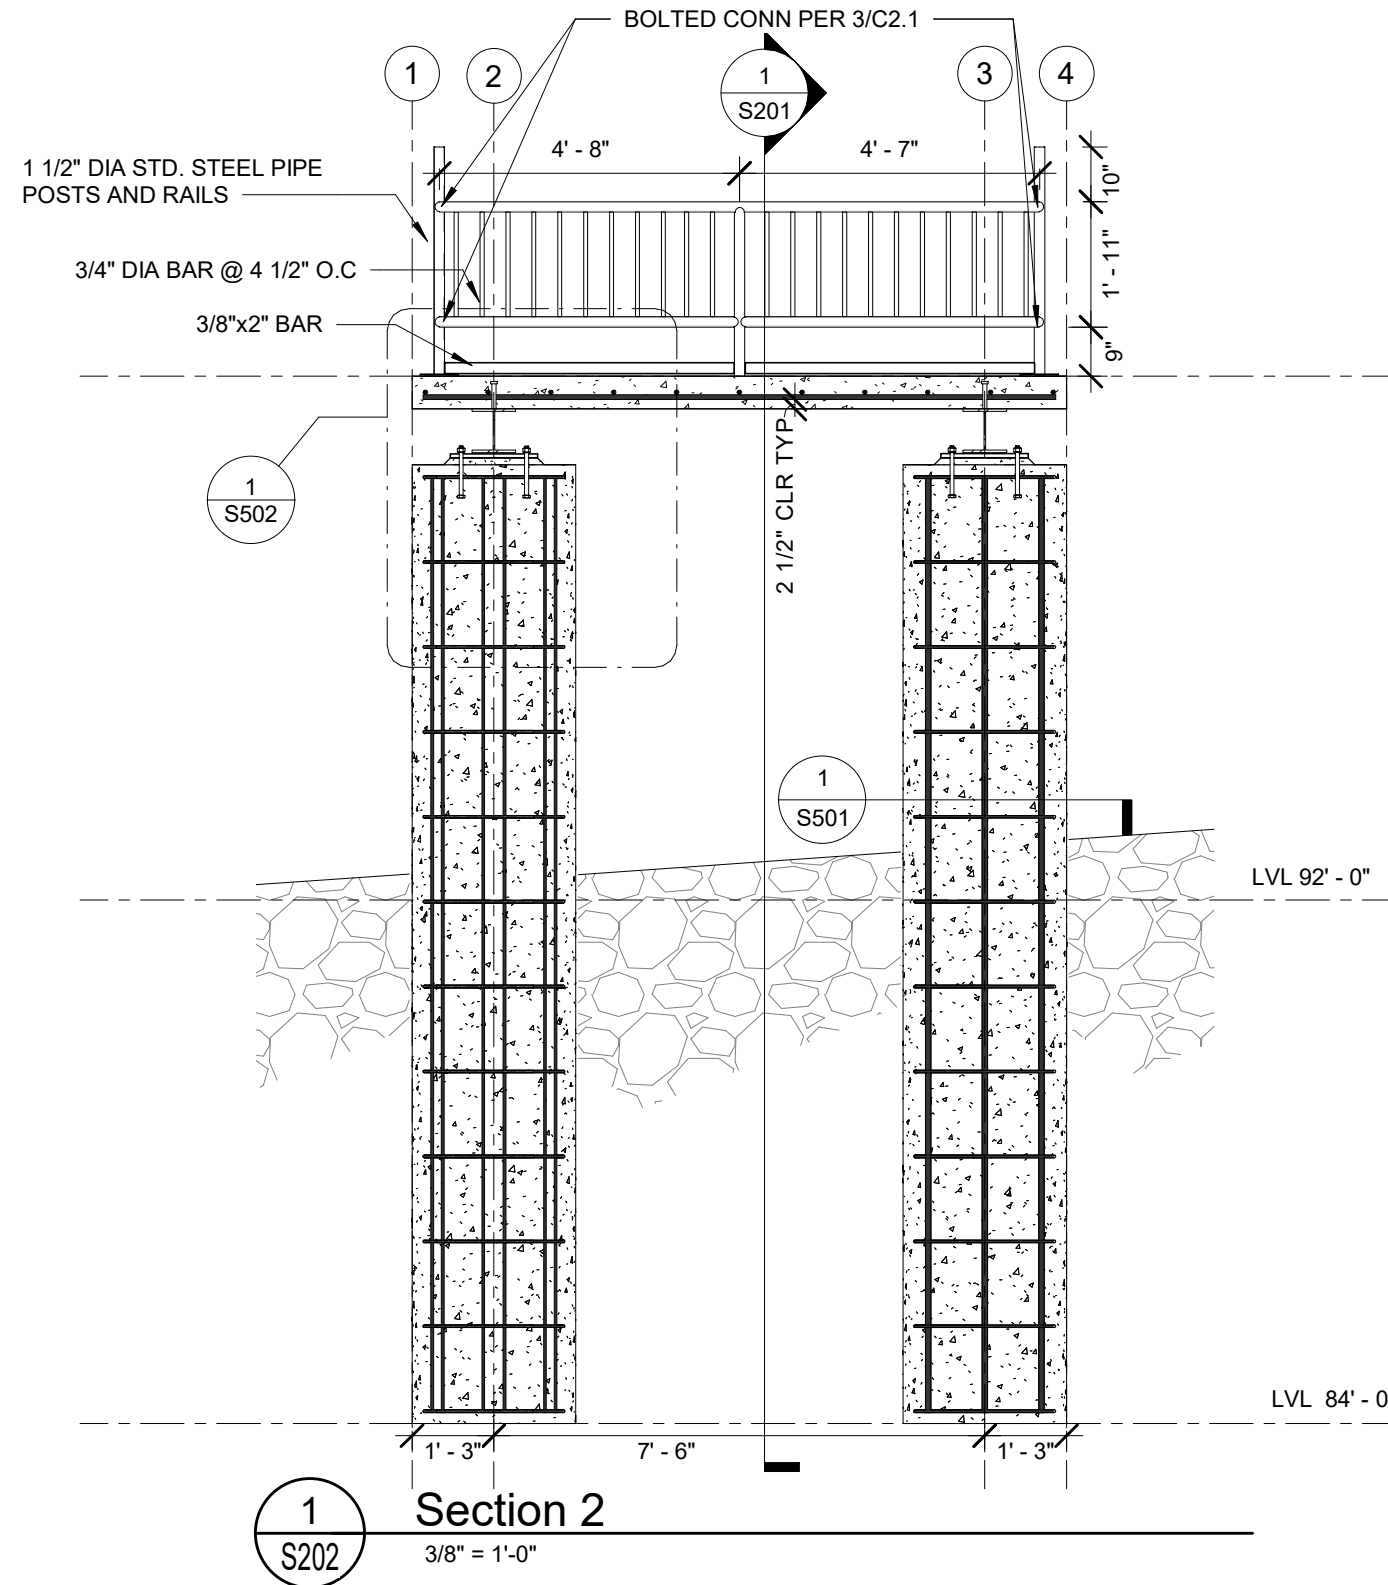 BOLTED CONN PER 3/C2.1
1
2
3
4
1
S201
4' - 8"
4' - 7"
1 1/2" DIA STD. STEEL PIPE
POSTS AND RAILS
10"
3/4" DIA BAR @ 4 1/2" O.C
1' - 11"
3/8"x2" BAR
9"
2 1/2" CLR TYP
1
S502
1
S501
LVL 92' - 0"
LVL 84' - 0
1' - 3"
7' - 6"
1' - 3"
1
S202
Section 2
3/8" = 1'-0"